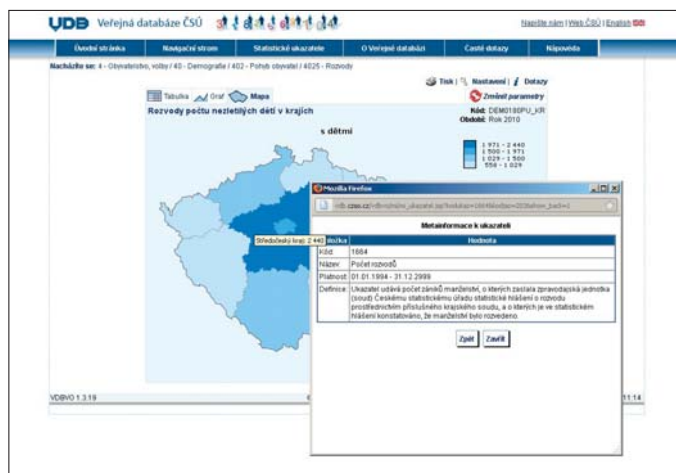 UDB Veřejná databáze ČSÚ
Napište nám | Web ČSÚ | English
Úvodní stránka Navigační strom Statistické ukazatele O Veřejné databázi Časté dotazy Nápověda
Nacházíte se: 4 - Obyvatelstvo, volby / 40 - Demografie / 402 - Pohyb obyvatel / 4025 - Rozvody
Tisk | Nastavení | Dotazy
Tabulka Graf Mapa
Změnit parametry
Rozvody počtu nezletilých dětí v krajích
Kód: DEM0180PU_KR
Období: Rok 2010
s dětmi
1 971 - 2 440
1 500 - 1 971
1 029 - 1 500
558 - 1 029
Mozilla Firefox
Metainformace k ukazateli
Středočeský kraj: 2 440
Hodnota
Kód 1664
Název Počet rozvodů
Platnost 01.01.1994 - 31.12.2999
Definice Ukazatel udává počet zániků manželství, o kterých zaslala zpravodajská jednotka
(soud) Českému statistickému úřadu statistické hlášení o rozvodu
prostřednictvím příslušného krajského soudu, a o kterých je ve statistickém
hlášení konstatováno, že manželství bylo rozvedeno.
Zpět Zavřít
VDBVO 1.3.19
11:14